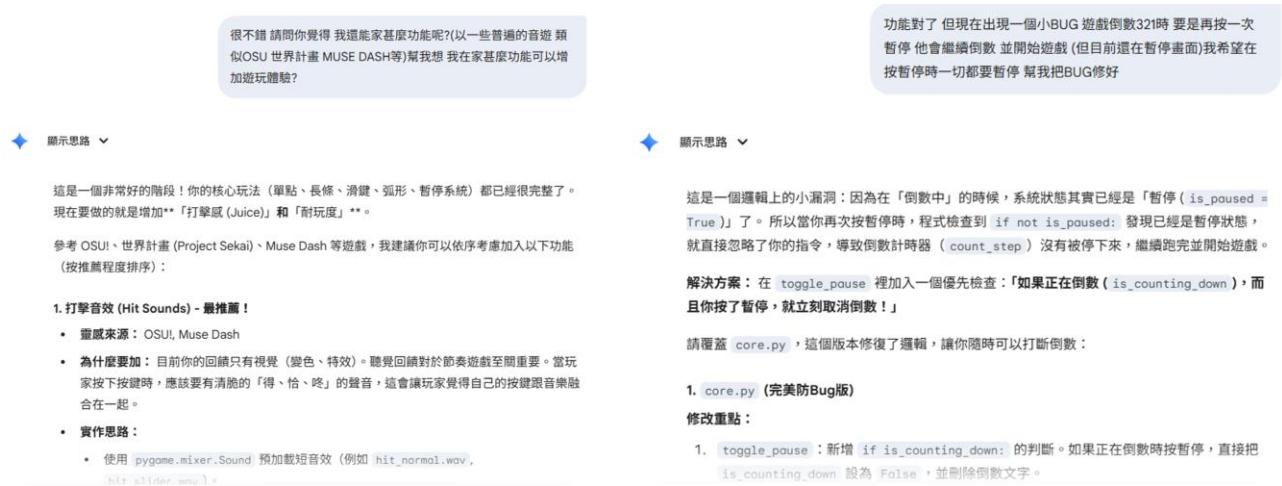 很不錯 請問你覺得 我還能家甚麼功能呢?(以一些普遍的音遊 類
似OSU 世界計畫 MUSE DASH等)幫我想 我在家甚麼功能可以增
加遊玩體驗?
顯示思路
這是一個非常好的階段！你的核心玩法（單點、長條、滑鍵、弧形、暫停系統）都已經很完整了。
現在要做的就是增加**「打擊感 (Juice)」和「耐玩度」**。
參考 OSU!、世界計畫 (Project Sekai)、Muse Dash 等遊戲，我建議你可以依序考慮加入以下功能
（按推薦程度排序）：
1. 打擊音效 (Hit Sounds) - 最推薦！
• 靈感來源： OSU!, Muse Dash
• 為什麼要加： 目前你的回饋只有視覺（變色、特效）。聽覺回饋對於節奏遊戲至關重要。當玩
家按下按鍵時，應該要有清脆的「得、恰、咚」的聲音，這會讓玩家覺得自己的按鍵跟音樂融
合在一起。
• 實作思路：
• 使用 pygame.mixer.Sound 預加載短音效（例如 hit_normal.wav,
hit_slider.wav）。
功能對了 但現在出現一個小BUG 遊戲倒數321時 要是再按一次
暫停 他會繼續倒數 並開始遊戲 (但目前還在暫停畫面)我希望在
按暫停時一切都要暫停 幫我把BUG修好
顯示思路
這是一個邏輯上的小漏洞：因為在「倒數中」的時候，系統狀態其實已經是「暫停 ( is_paused =
True )」了。 所以當你再次按暫停時，程式檢查到 if not is_paused: 發現已經是暫停狀態，
就直接忽略了你的指令，導致倒數計時器（ count_step ）沒有被停下來，繼續跑完並開始遊戲。
解決方案： 在 toggle_pause 裡加入一個優先檢查：「如果正在倒數 ( is_counting_down )，而
且你按了暫停，就立刻取消倒數！」
請覆蓋 core.py ，這個版本修復了邏輯，讓你隨時可以打斷倒數：
1. core.py (完美防Bug版)
修改重點：
1. toggle_pause ：新增 if is_counting_down: 的判斷。如果正在倒數時按暫停，直接把
is_counting_down 設為 False ，並刪除倒數文字。